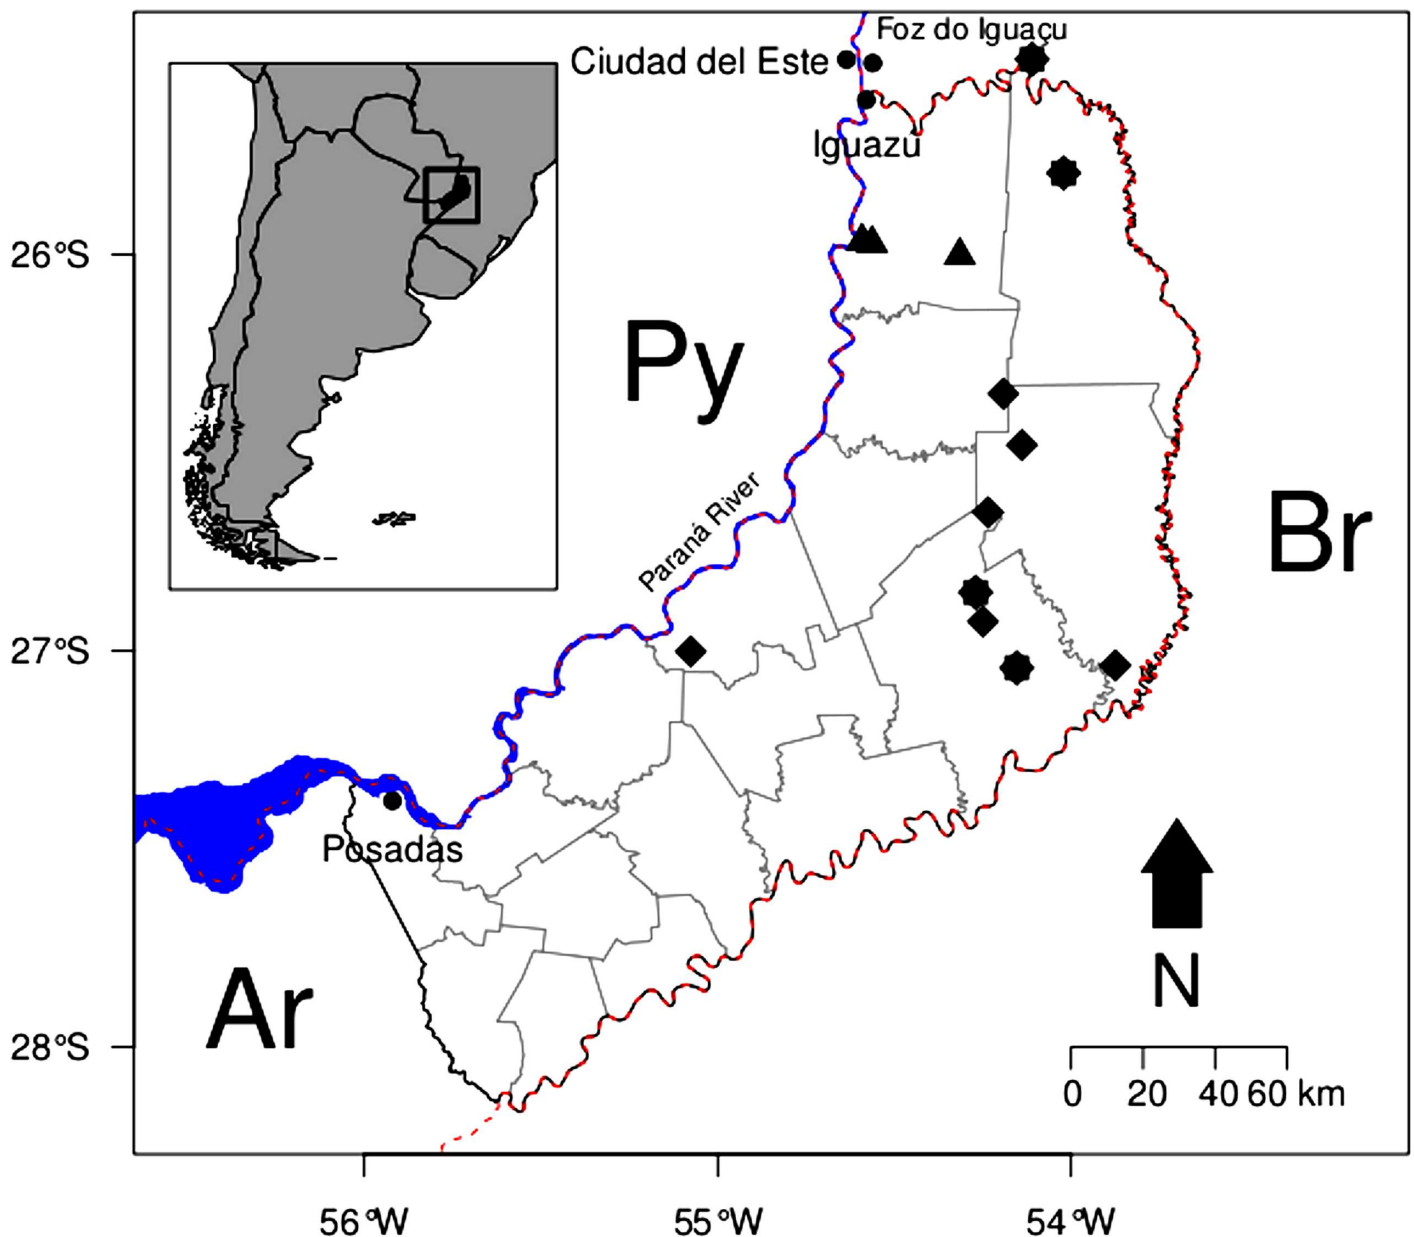 Foz do Iguaçu
Ciudad del Este
Iguazu
26°S
Py
Paraná River
Br
27°S
Posadas
Ar
N
28°S
0 20 40 60 km
56°W 55°W 54°W